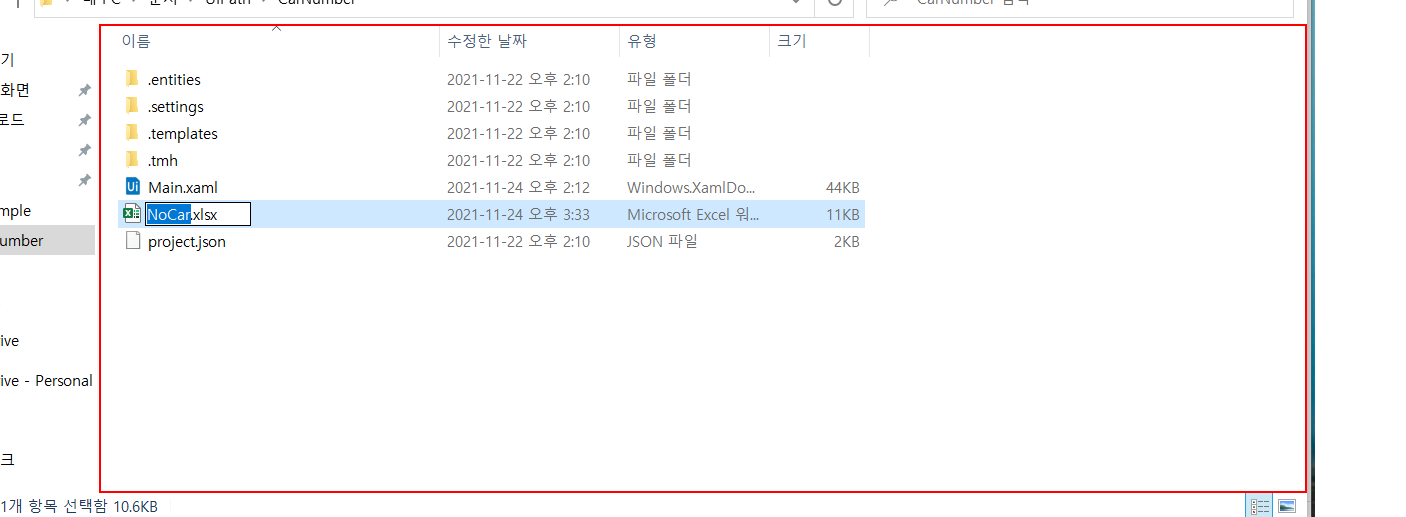 내 PC > 문서 > UiPath > CarNumber
CarNumber 검색
이름 수정한 날짜 유형 크기
기
.entities 2021-11-22 오후 2:10 파일 폴더
화면
.settings 2021-11-22 오후 2:10 파일 폴더
로드
.templates 2021-11-22 오후 2:10 파일 폴더
.tmh 2021-11-22 오후 2:10 파일 폴더
Main.xaml 2021-11-24 오후 2:12 Windows.XamlDo... 44KB
mple
NoCar.xlsx 2021-11-24 오후 3:33 Microsoft Excel 워... 11KB
umber
project.json 2021-11-22 오후 2:10 JSON 파일 2KB
ive
ive - Personal
크
1개 항목 선택함 10.6KB